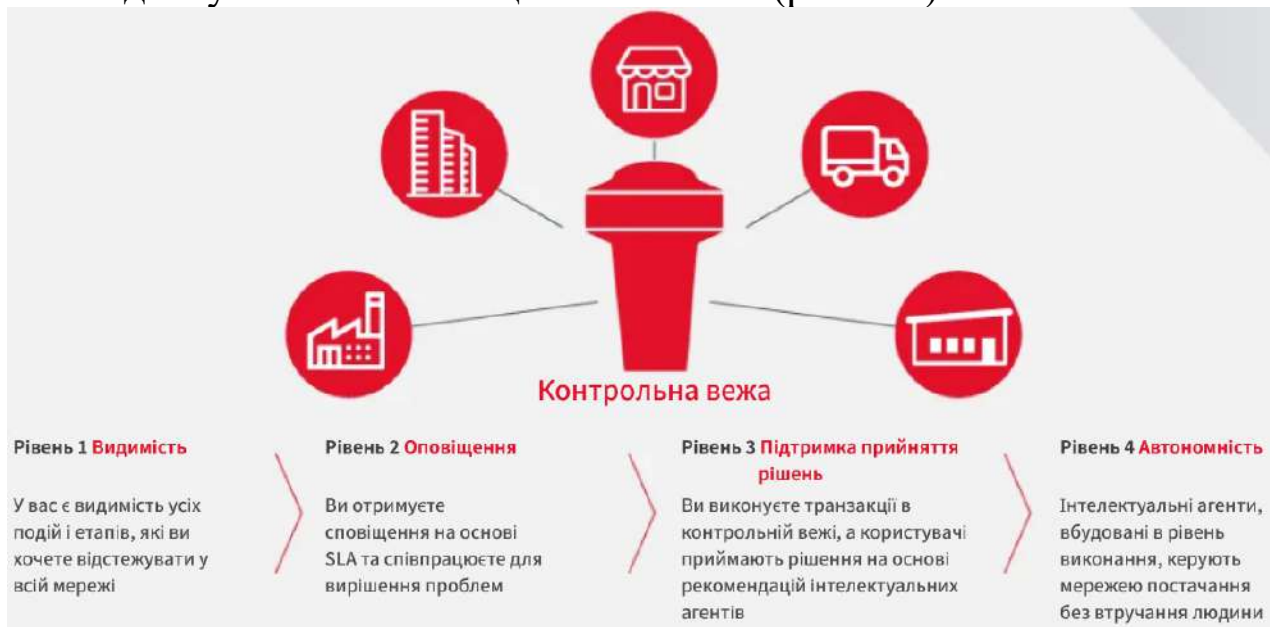 Контрольна вежа
Рівень 1 Видимість
У вас є видимість усіх
подій і етапів, які ви
хочете відстежувати у
всій мережі
Рівень 2 Оповіщення
Ви отримуєте
сповіщення на основі
SLA та співпрацюєте для
вирішення проблем
Рівень 3 Підтримка прийняття
рішень
Ви виконуєте транзакції в
контрольній вежі, а користувачі
приймають рішення на основі
рекомендацій інтелектуальних
агентів
Рівень 4 Автономність
Інтелектуальні агенти,
вбудовані в рівень
виконання, керують
мережею постачання
без втручання людини